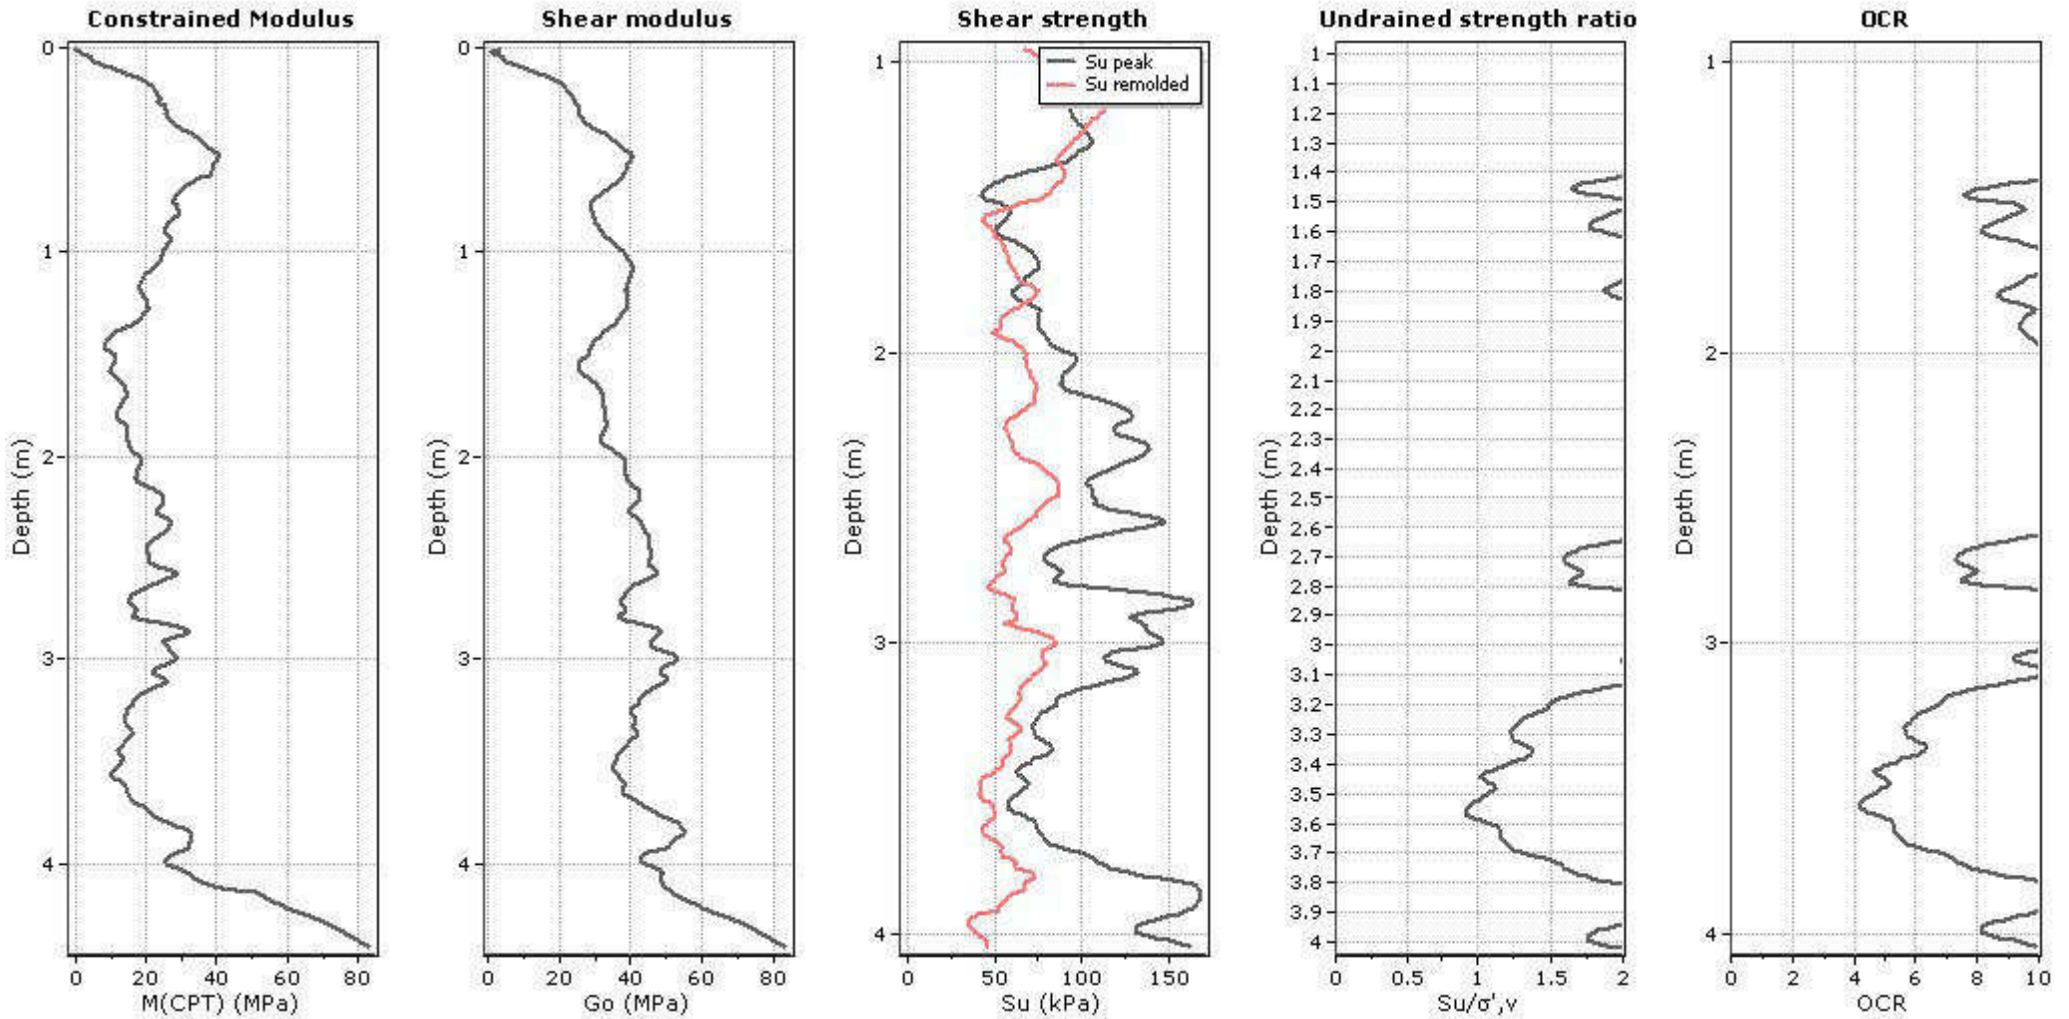 Constrained Modulus
0
1
2
3
4
Depth (m)
0 20 40 60 80
M(CPT) (MPa)
Shear modulus
0
1
2
3
4
Depth (m)
0 20 40 60 80
Go (MPa)
Shear strength
Su peak
Su remolded
1
2
3
4
Depth (m)
0 50 100 150
Su (kPa)
Undrained strength ratio
1
1.1
1.2
1.3
1.4
1.5
1.6
1.7
1.8
1.9
2
2.1
2.2
2.3
2.4
2.5
2.6
2.7
2.8
2.9
3
3.1
3.2
3.3
3.4
3.5
3.6
3.7
3.8
3.9
4
Depth (m)
0 0.5 1 1.5 2
Su/σ',v
OCR
1
2
3
4
Depth (m)
0 2 4 6 8 10
OCR